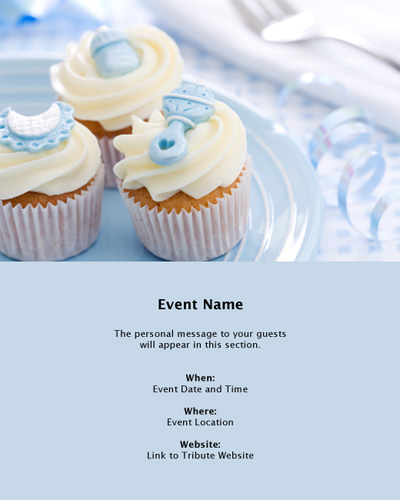 Event Name
The personal message to your guests
will appear in this section.
When:
Event Date and Time
Where:
Event Location
Website:
Link to Tribute Website